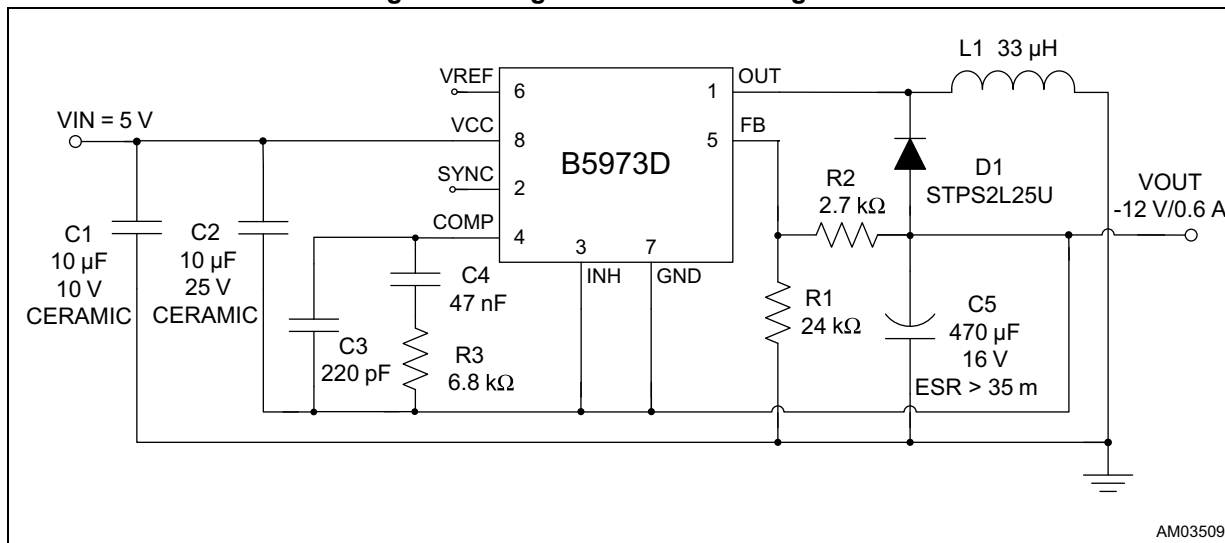 VREF
6
VIN = 5 V
VCC
8
SYNC
2
COMP
4
B5973D
1
OUT
5
FB
3
INH
7
GND
L1 33 µH
D1
STPS2L25U
VOUT
-12 V/0.6 A
R2
2.7 kΩ
R1
24 kΩ
C1
10 µF
10 V
CERAMIC
C2
10 µF
25 V
CERAMIC
C4
47 nF
C3
220 pF
R3
6.8 kΩ
C5
470 µF
16 V
ESR > 35 m
AM03509